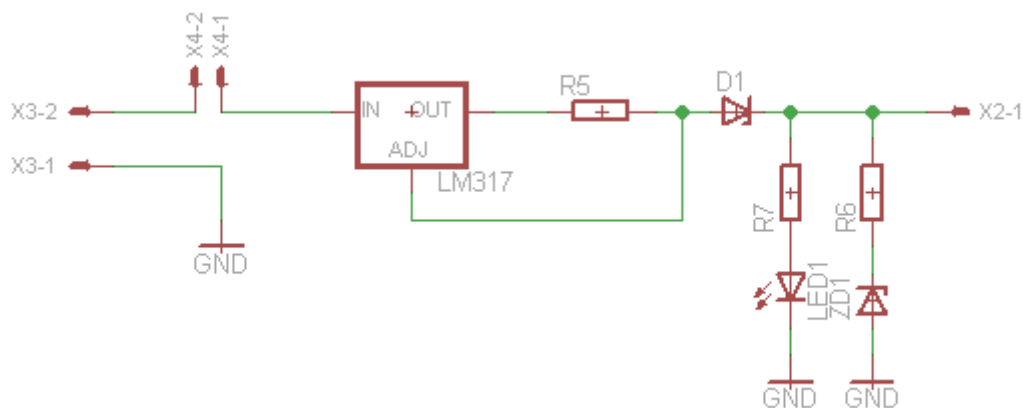 X4-2
X4-1
X3-2
X3-1
GND
IN
OUT
ADJ
LM317
R5
D1
X2-1
R7
R6
LED1
ZD1
GND
GND